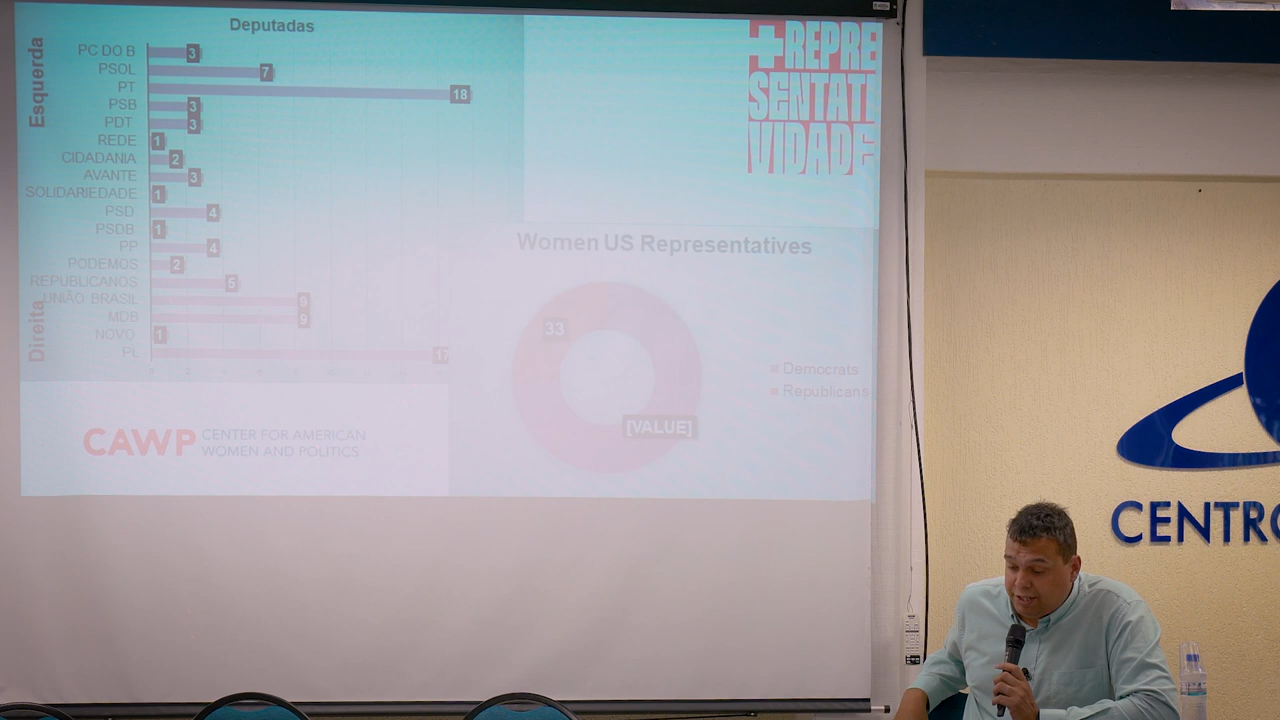 Deputadas
Esquerda
PC DO B 3
PSOL 7
PT 18
PSB 3
PDT 3
REDE 1
CIDADANIA 2
AVANTE 3
SOLIDARIEDADE 1
PSD 4
PSDB 1
PP 4
PODEMOS 2
REPUBLICANOS 5
UNIÃO BRASIL 9
MDB 9
NOVO 1
PL 17
Direita
+REPRE
SENTATI
VIDADE
Women US Representatives
33
[VALUE]
Democrats
Republicans
CAWP CENTER FOR AMERICAN
WOMEN AND POLITICS
CENTRO